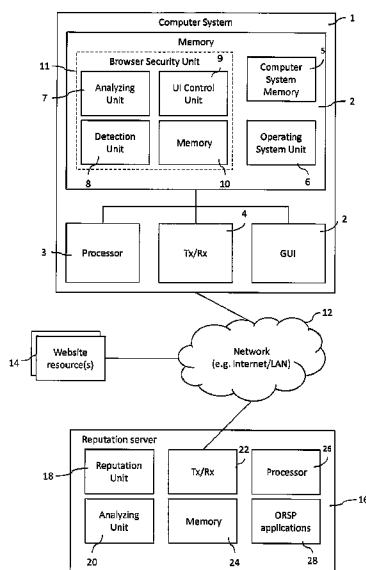 Computer System
1
Memory
11
Browser Security Unit
9
5
7
Analyzing Unit
UI Control Unit
Computer System Memory
2
Detection Unit
Memory
Operating System Unit
8
10
6
4
2
3
Processor
Tx/Rx
GUI
12
14
Website resource(s)
Network (e.g. internet/LAN)
Reputation server
18
Reputation Unit
22
Tx/Rx
26
Processor
16
Analyzing Unit
Memory
ORSP applications
20
24
28